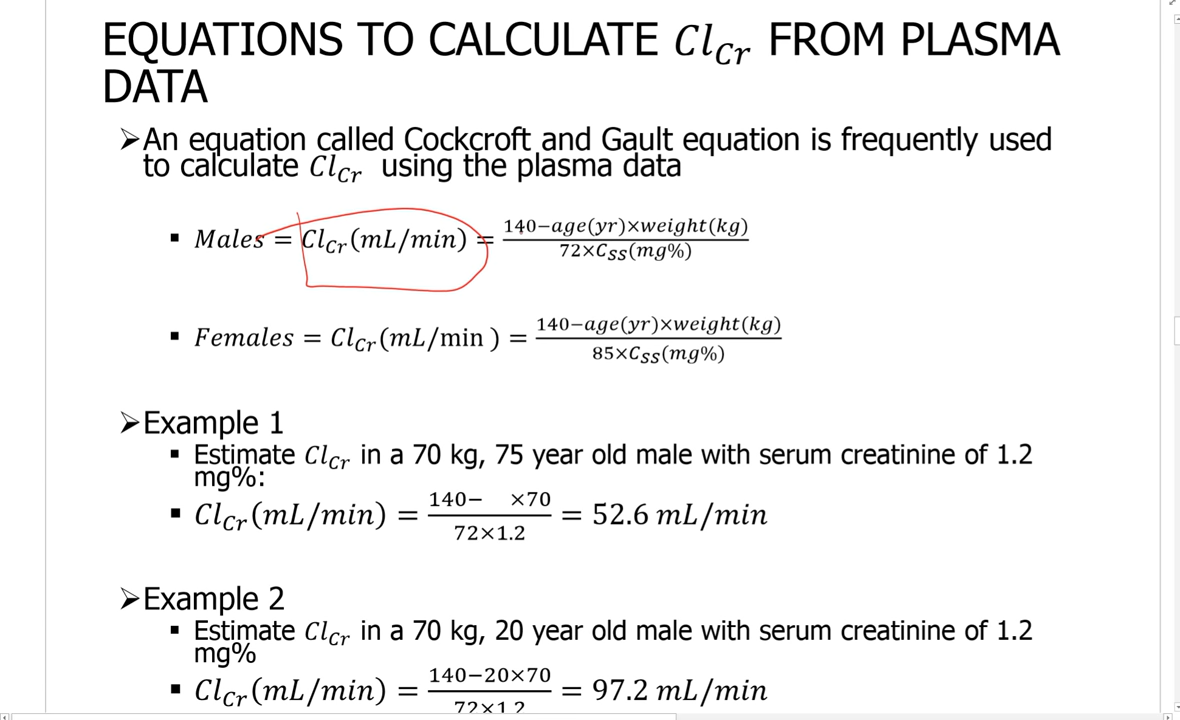 EQUATIONS TO CALCULATE Cl_Cr FROM PLASMA
DATA
➢An equation called Cockcroft and Gault equation is frequently used
to calculate Cl_Cr using the plasma data
▪ Males = Cl_Cr(mL/min) = 140−age(yr)×weight(kg) / 72×C_SS(mg%)
▪ Females = Cl_Cr(mL/min ) = 140−age(yr)×weight(kg) / 85×C_SS(mg%)
➢Example 1
▪ Estimate Cl_Cr in a 70 kg, 75 year old male with serum creatinine of 1.2
mg%:
▪ Cl_Cr(mL/min) = 140− ×70 / 72×1.2 = 52.6 mL/min
➢Example 2
▪ Estimate Cl_Cr in a 70 kg, 20 year old male with serum creatinine of 1.2
mg%
▪ Cl_Cr(mL/min) = 140−20×70 / 72×1.2 = 97.2 mL/min